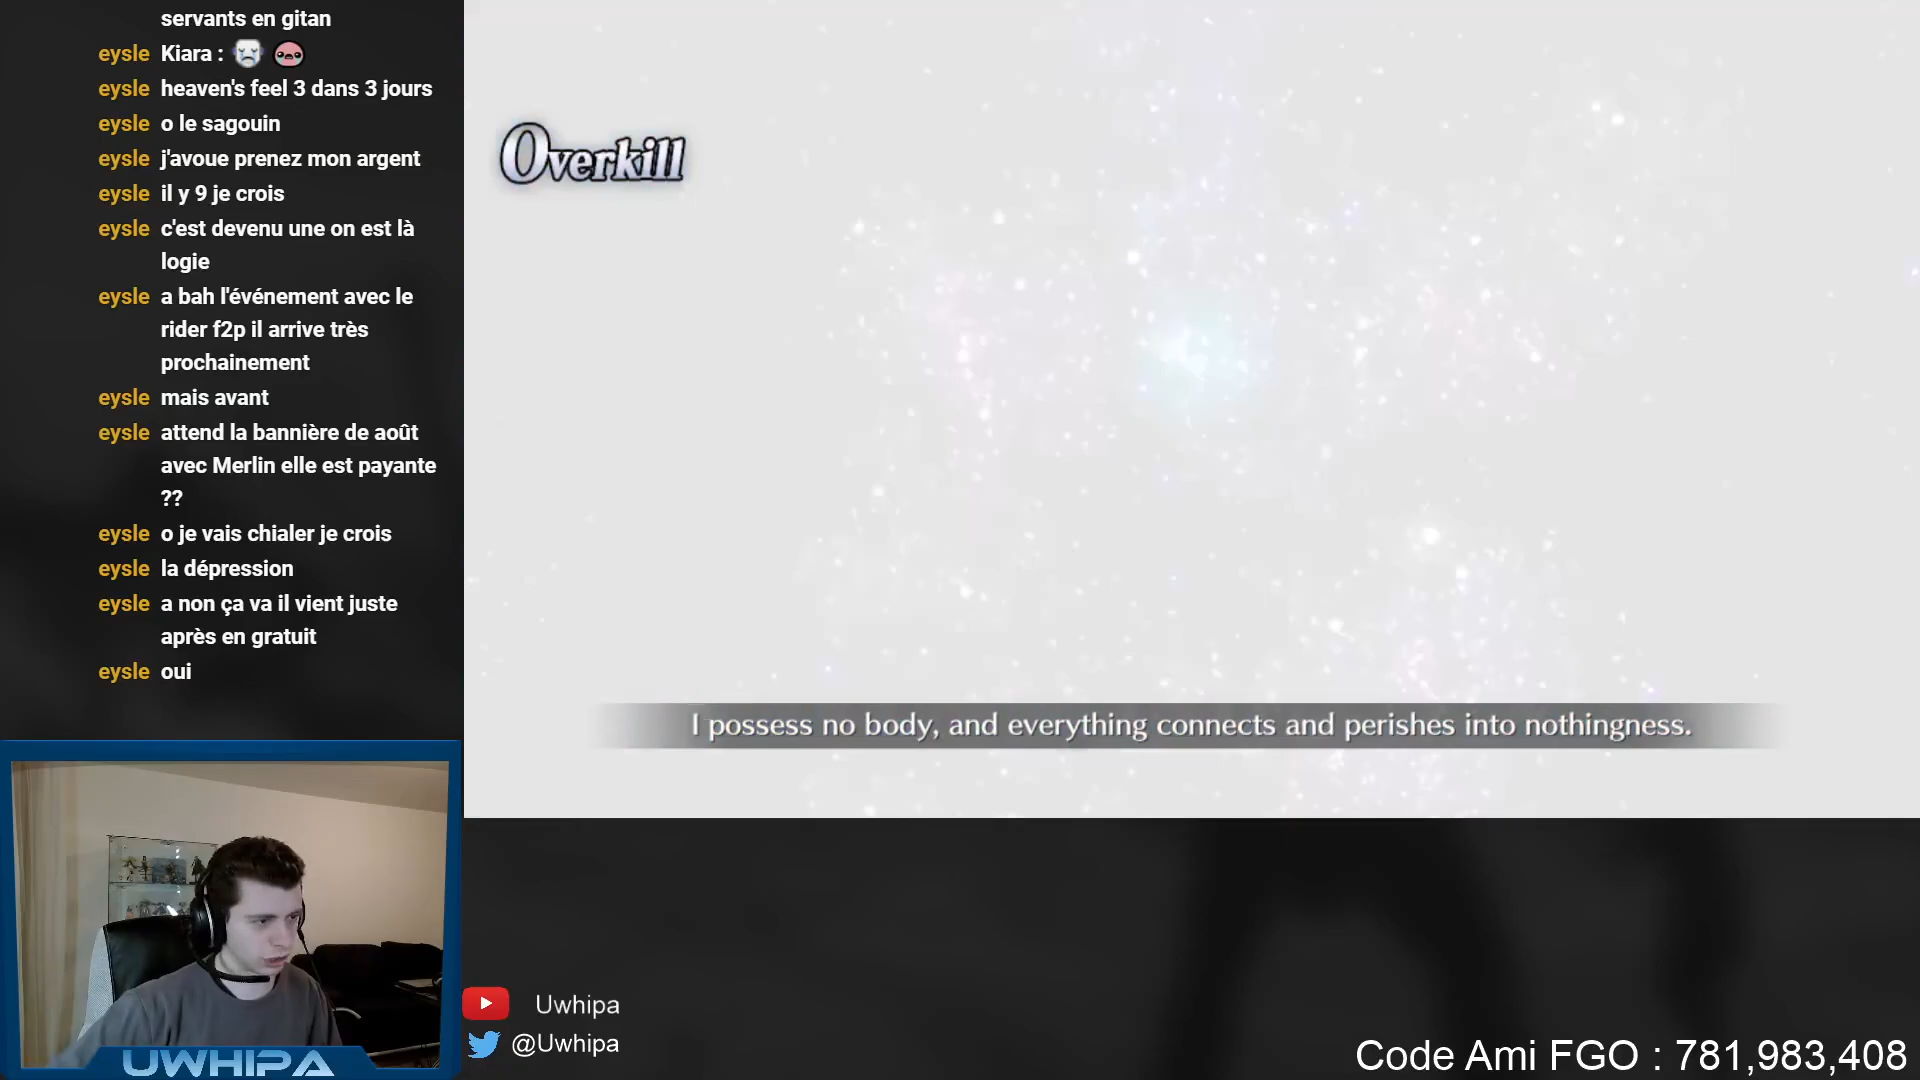 servants en gitan
eysle Kiara :
eysle heaven's feel 3 dans 3 jours
eysle o le sagouin
eysle j'avoue prenez mon argent
eysle il y 9 je crois
eysle c'est devenu une on est là
logie
eysle a bah l'événement avec le
rider f2p il arrive très
prochainement
eysle mais avant
eysle attend la bannière de août
avec Merlin elle est payante
??
eysle o je vais chialer je crois
eysle la dépression
eysle a non ça va il vient juste
après en gratuit
eysle oui
Overkill
I possess no body, and everything connects and perishes into nothingness.
UWHIPA
Uwhipa
@Uwhipa
Code Ami FGO : 781,983,408